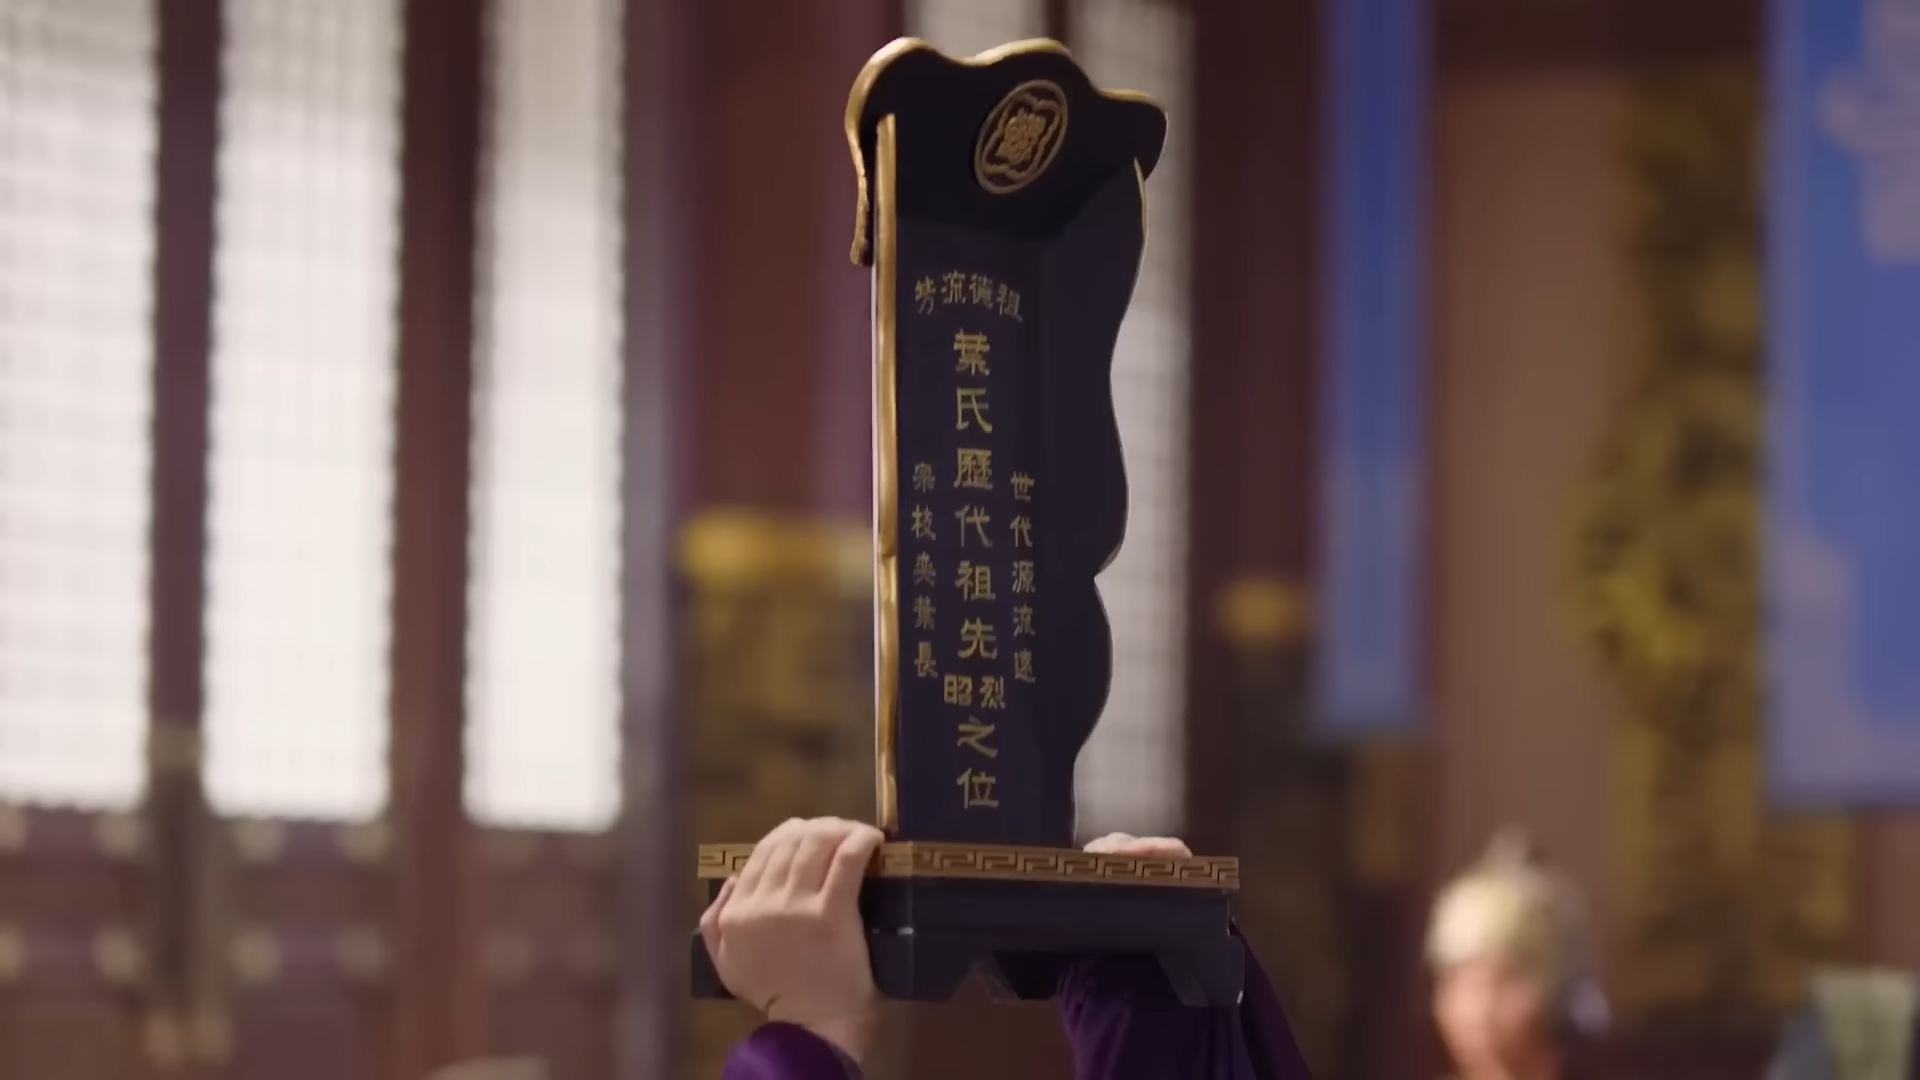 祖德流芳
世代源流遠
葉氏歷代祖先昭烈之位
宗枝奕葉長